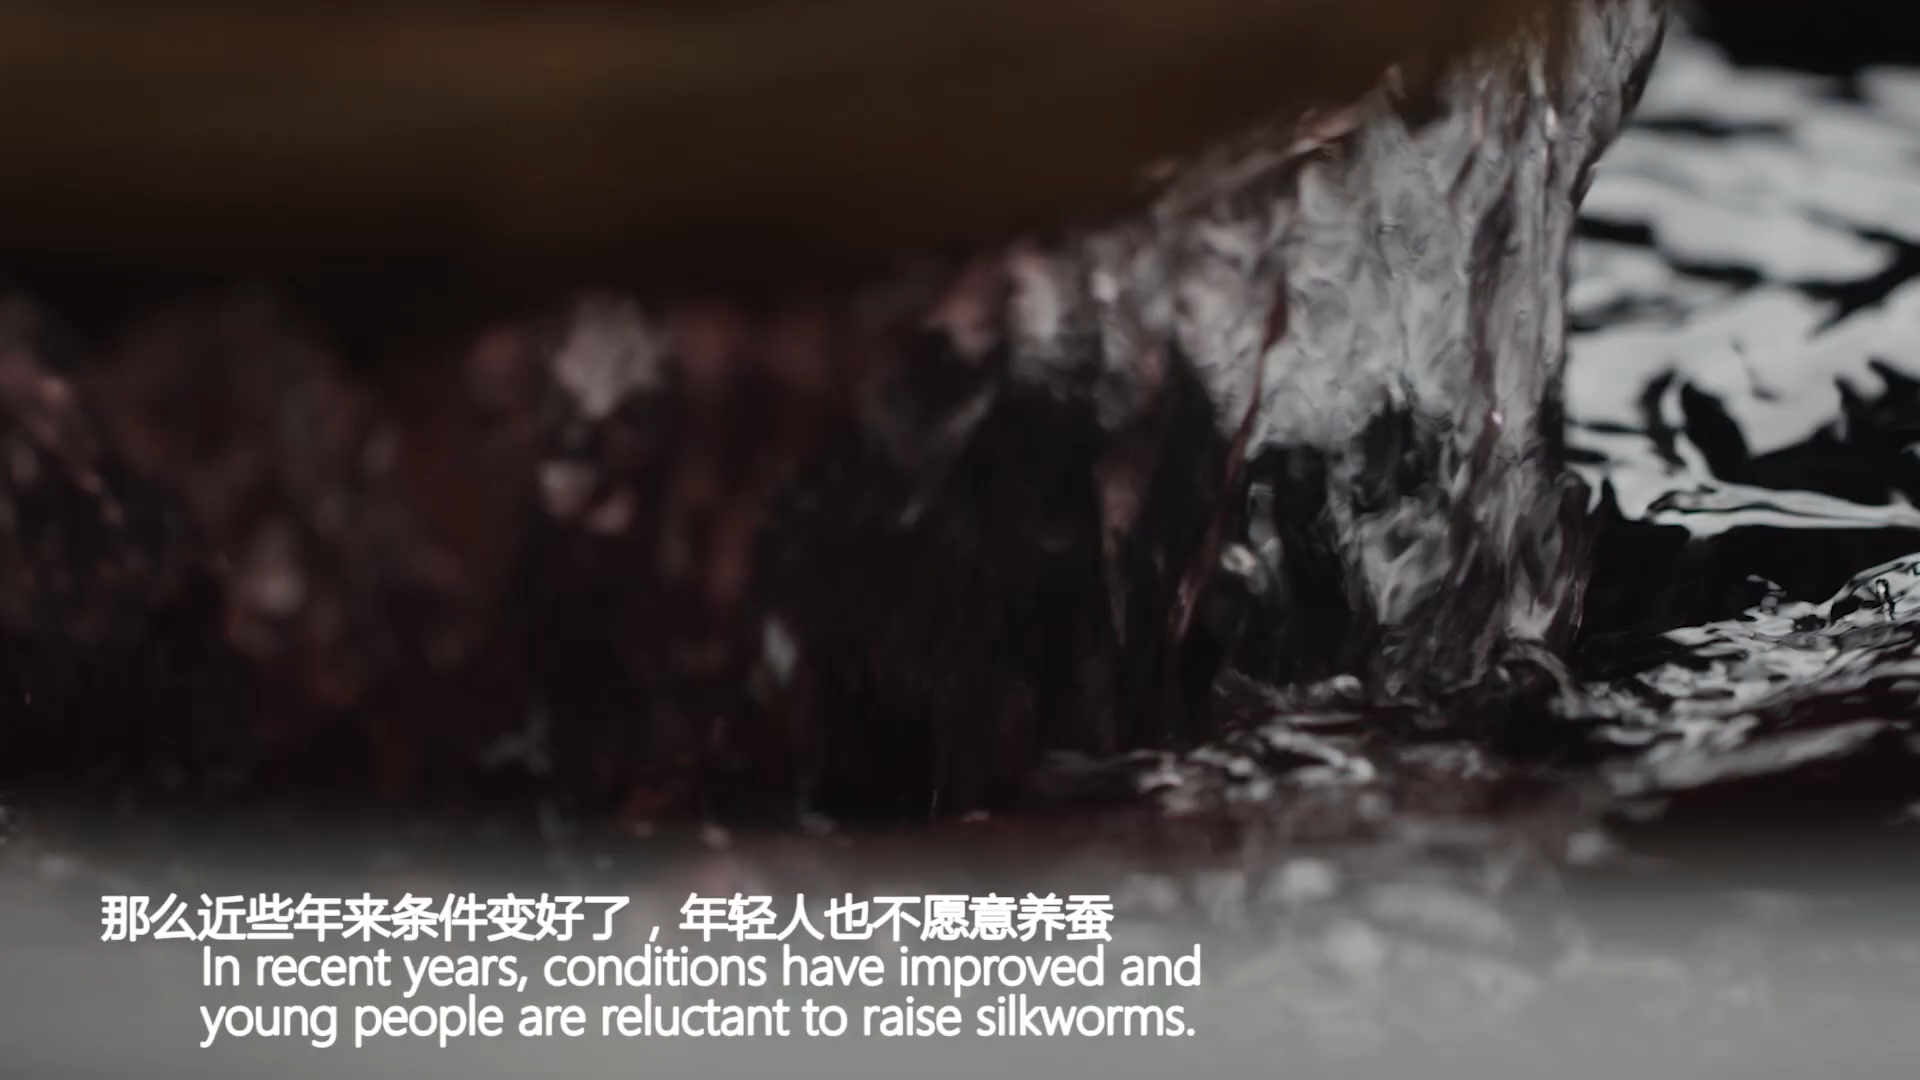 那么近些年来条件变好了，年轻人也不愿意养蚕
In recent years, conditions have improved and
young people are reluctant to raise silkworms.